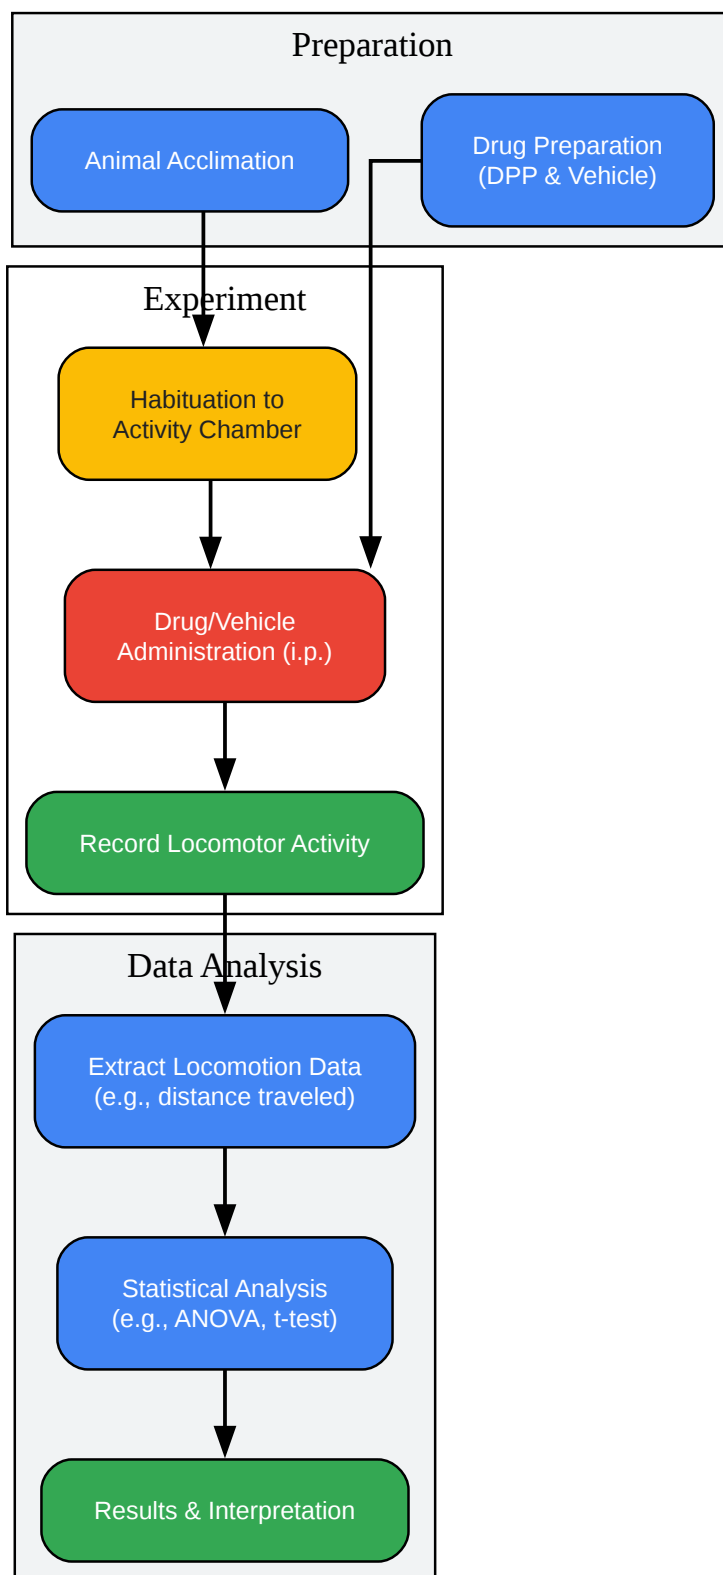 Preparation
Animal Acclimation
Drug Preparation
(DPP & Vehicle)
Experiment
Habituation to
Activity Chamber
Drug/Vehicle
Administration (i.p.)
Record Locomotor Activity
Data Analysis
Extract Locomotion Data
(e.g., distance traveled)
Statistical Analysis
(e.g., ANOVA, t-test)
Results & Interpretation